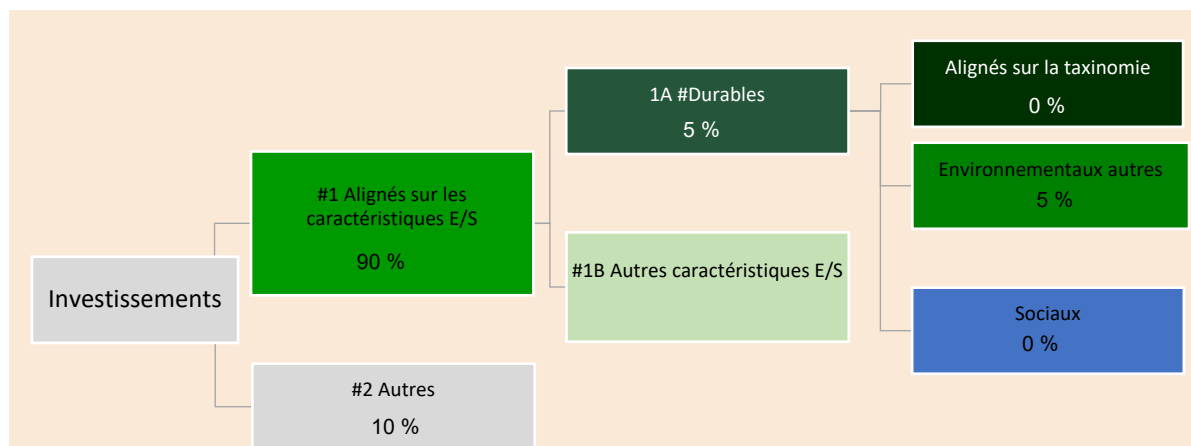 Investissements
#1 Alignés sur les
caractéristiques E/S
90 %
#2 Autres
10 %
1A #Durables
5 %
#1B Autres caractéristiques E/S
Alignés sur la taxinomie
0 %
Environnementaux autres
5 %
Sociaux
0 %